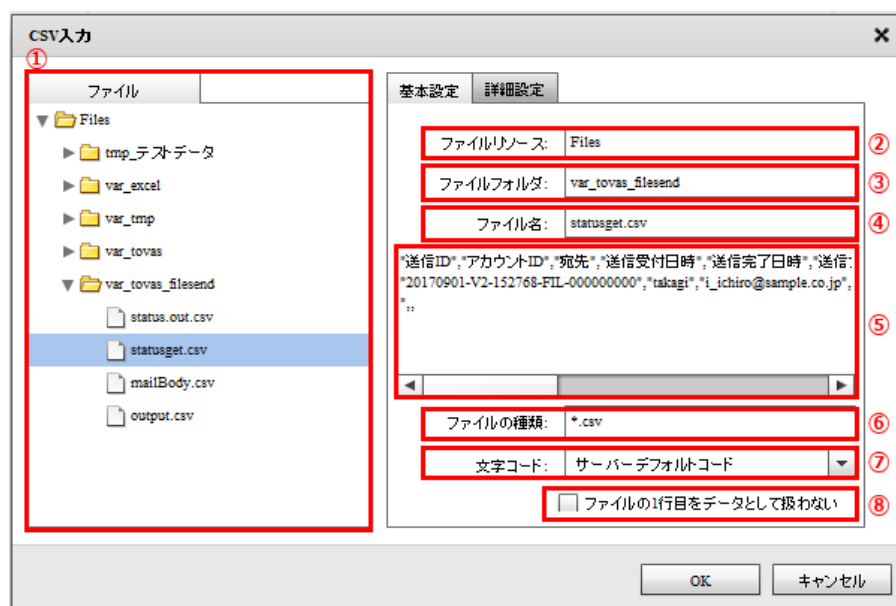 CSV入力
①
ファイル
Files
tmp_テストデータ
var_excel
var_tmp
var_tovas
var_tovas_filesend
status.out.csv
statusget.csv
mailBody.csv
output.csv
基本設定 詳細設定
ファイルリソース: Files ②
ファイルフォルダ: var_tovas_filesend ③
ファイル名: statusget.csv ④
"送信ID","アカウントID","宛先","送信受付日時","送信完了日時","送信
"20170901-V2-152768-FIL-000000000","takagi","i_ichiro@sample.co.jp",
",,
⑤
ファイルの種類: *.csv ⑥
文字コード: サーバーデフォルトコード ⑦
ファイルの1行目をデータとして扱わない ⑧
OK キャンセル